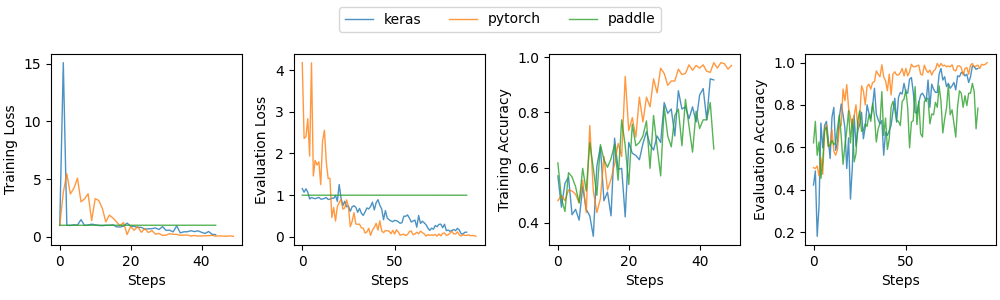 keras pytorch paddle
Training Loss
15
10
5
0
0 20 40
Steps
Evaluation Loss
4
3
2
1
0
0 50
Steps
Training Accuracy
1.0
0.8
0.6
0.4
0 20 40
Steps
Evaluation Accuracy
1.0
0.8
0.6
0.4
0.2
0 50
Steps